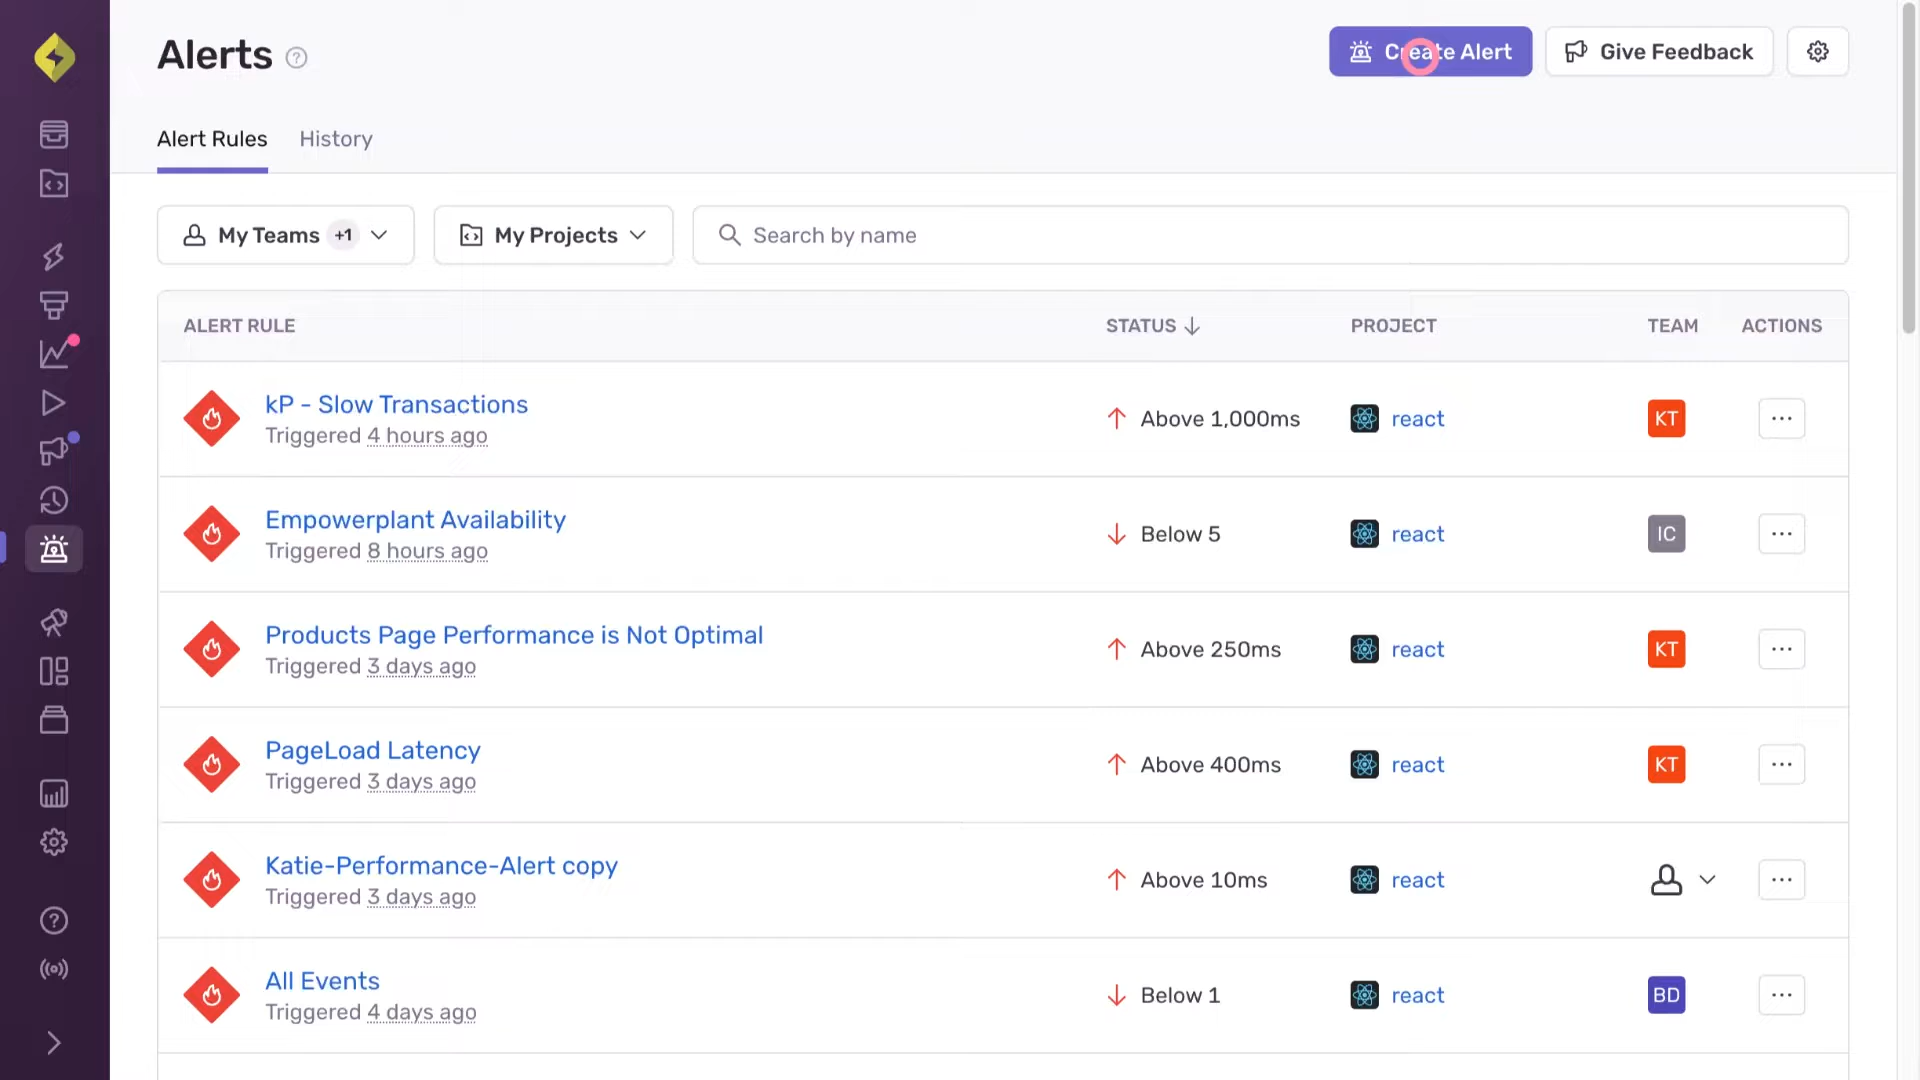 Alerts
Create Alert
Give Feedback
Alert Rules
History
My Teams +1
My Projects
Search by name
ALERT RULE
STATUS
PROJECT
TEAM
ACTIONS
kP - Slow Transactions
Triggered 4 hours ago
Above 1,000ms
react
KT
Empowerplant Availability
Triggered 8 hours ago
Below 5
react
IC
Products Page Performance is Not Optimal
Triggered 3 days ago
Above 250ms
react
KT
PageLoad Latency
Triggered 3 days ago
Above 400ms
react
KT
Katie-Performance-Alert copy
Triggered 3 days ago
Above 10ms
react
All Events
Triggered 4 days ago
Below 1
react
BD